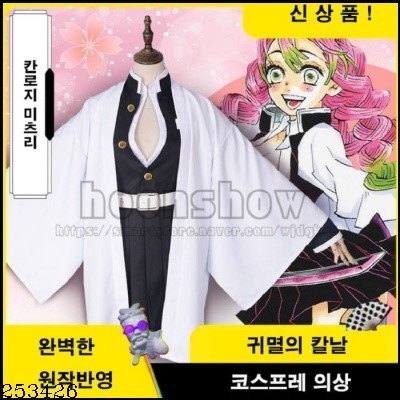 신 상 품 !
칸로지 미츠리
hoonshow
완벽한
원작반영
귀멸의 칼날
코스프레 의상
253426